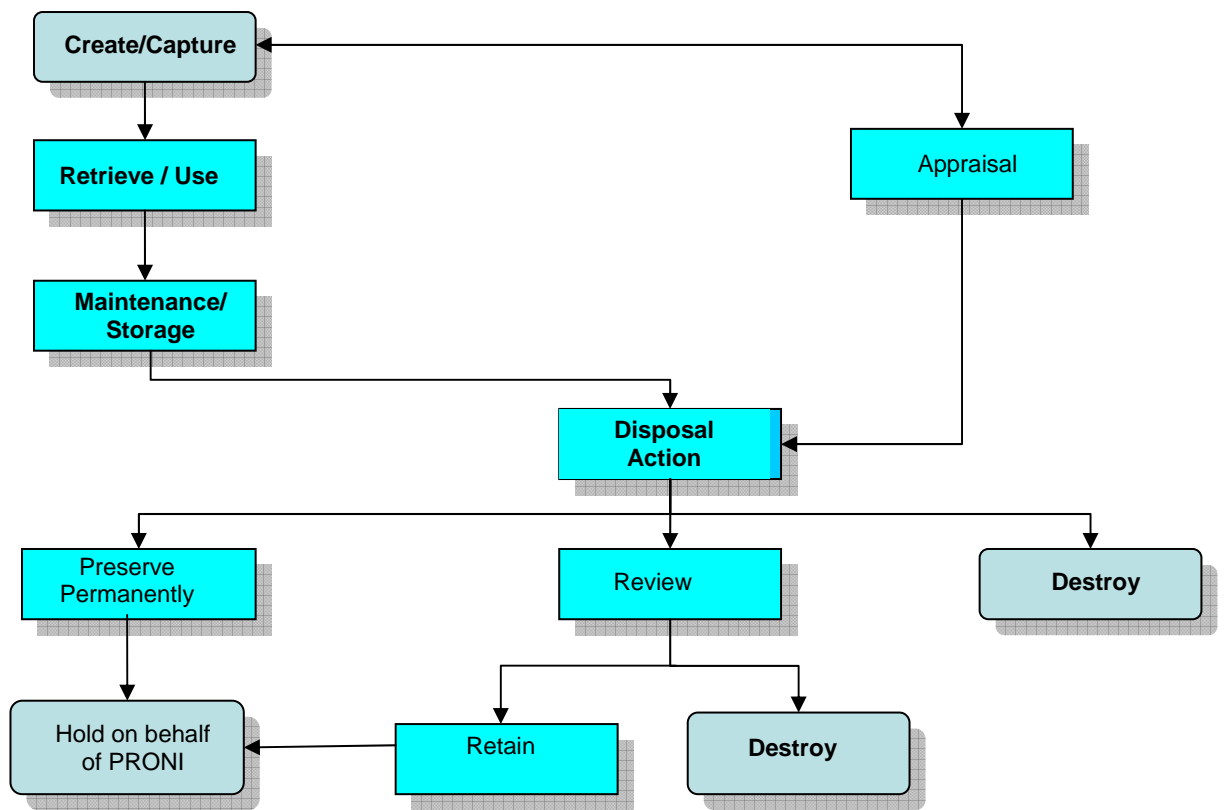 Create/Capture
Appraisal
Retrieve / Use
Maintenance/
Storage
Disposal
Action
Preserve
Permanently
Review
Destroy
Hold on behalf
of PRONI
Retain
Destroy